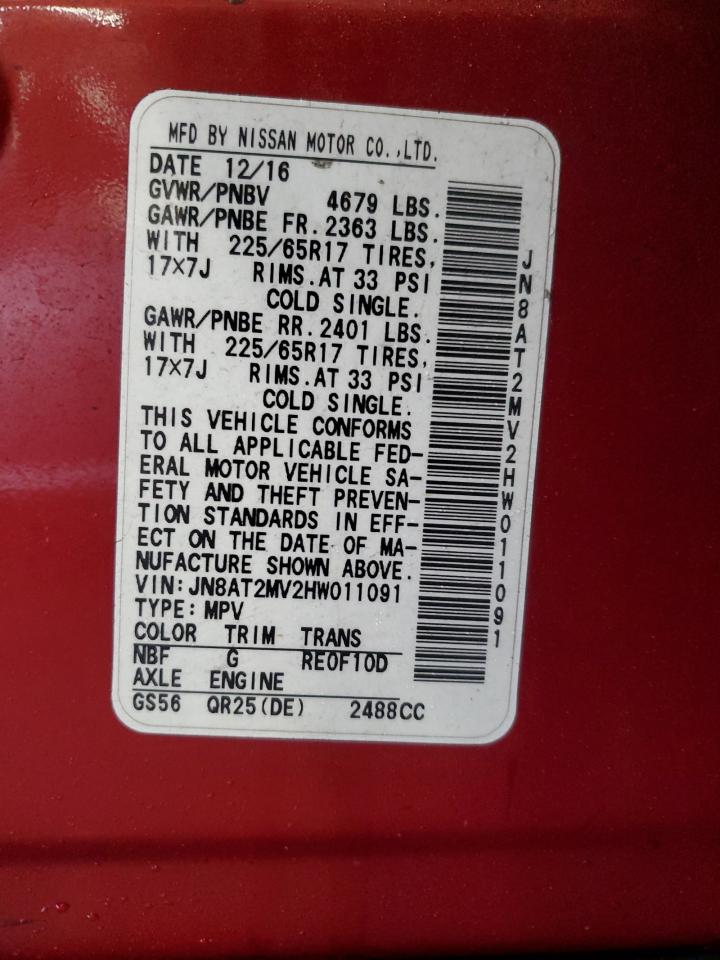 MFD BY NISSAN MOTOR CO.,LTD.
DATE 12/16
GVWR/PNBV 4679 LBS.
GAWR/PNBE FR. 2363 LBS.
WITH 225/65R17 TIRES,
17×7J RIMS. AT 33 PSI
COLD SINGLE.
GAWR/PNBE RR. 2401 LBS.
WITH 225/65R17 TIRES,
17×7J RIMS. AT 33 PSI
COLD SINGLE.
THIS VEHICLE CONFORMS
TO ALL APPLICABLE FED-
ERAL MOTOR VEHICLE SA-
FETY AND THEFT PREVEN-
TION STANDARDS IN EFF-
ECT ON THE DATE OF MA-
NUFACTURE SHOWN ABOVE.
VIN: JN8AT2MV2HW011091
TYPE: MPV
COLOR TRIM TRANS
NBF G RE0F10D
AXLE ENGINE
GS56 QR25(DE) 2488CC
JN8AT2MV2HW011091